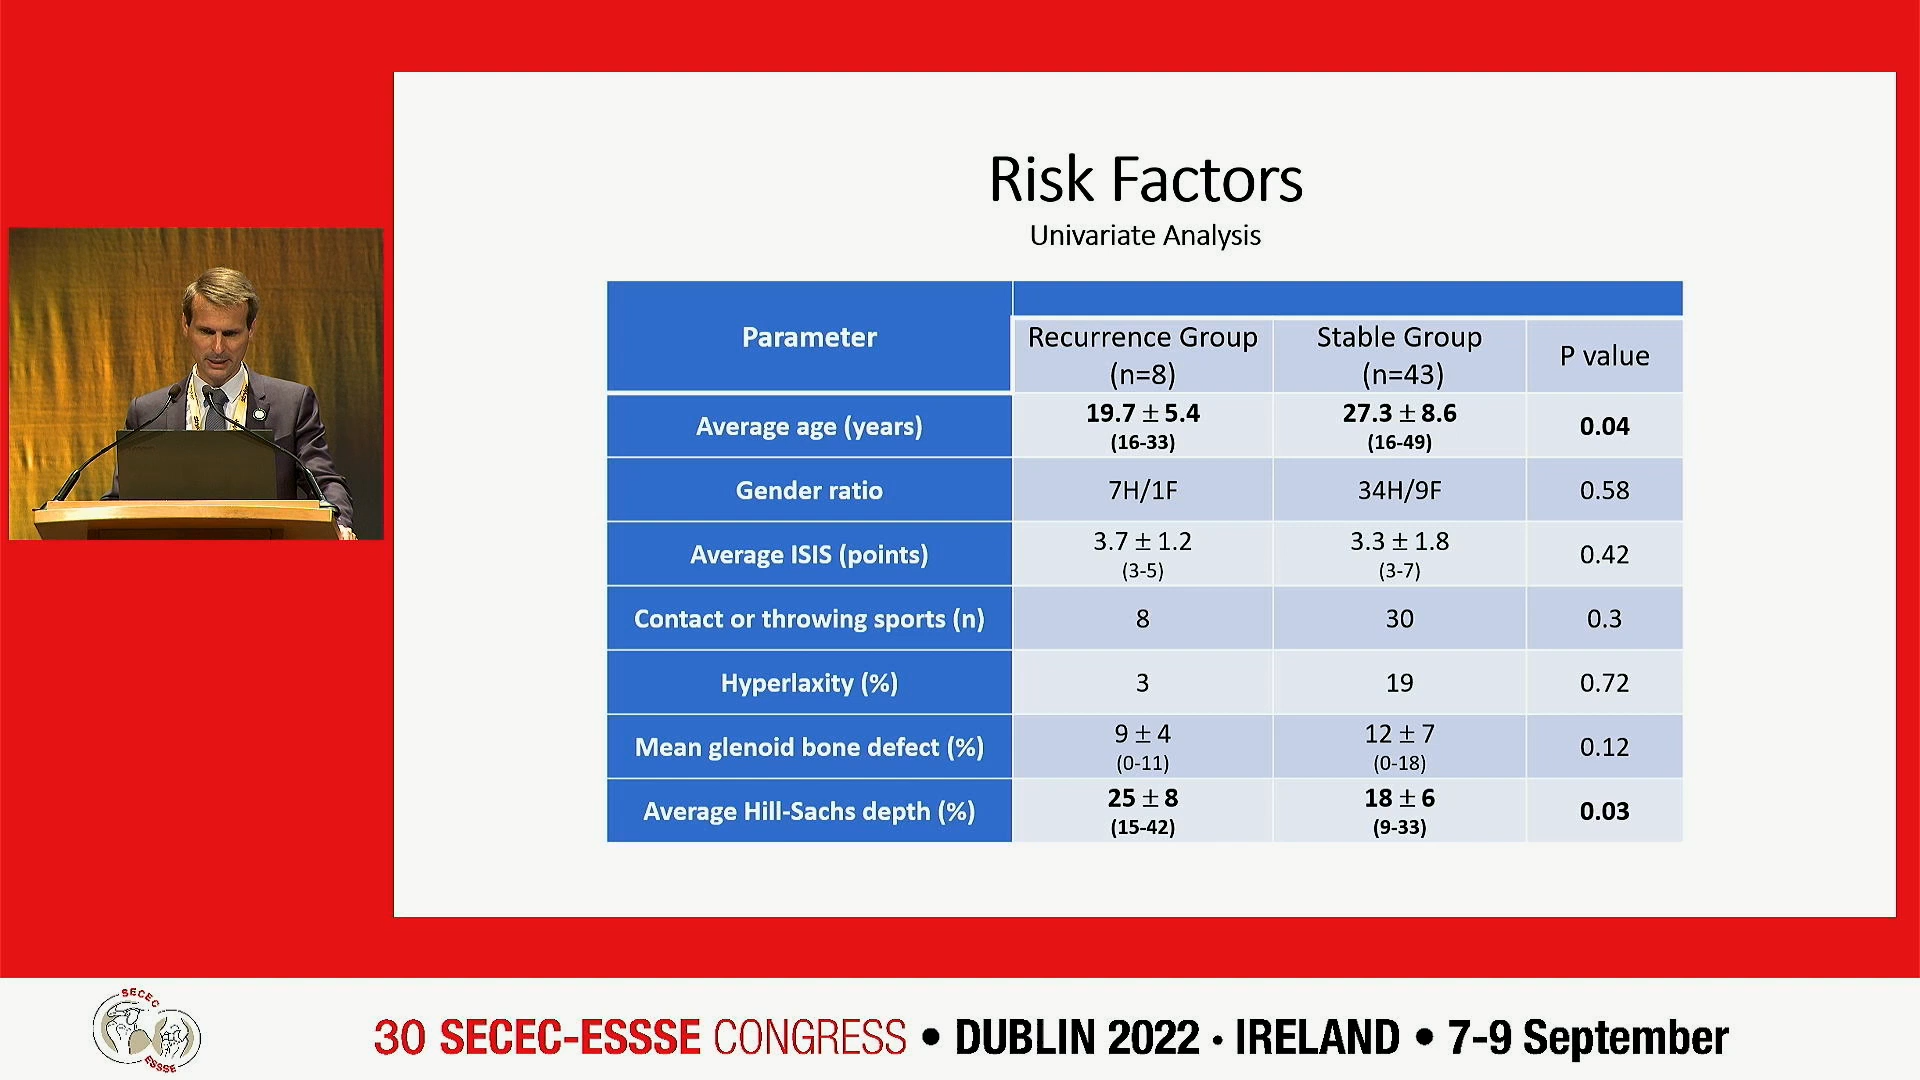 Risk Factors
Univariate Analysis
Parameter
Recurrence Group
(n=8)
Stable Group
(n=43)
P value
Average age (years)
19.7 ± 5.4
(16-33)
27.3 ± 8.6
(16-49)
0.04
Gender ratio
7H/1F
34H/9F
0.58
Average ISIS (points)
3.7 ± 1.2
(3-5)
3.3 ± 1.8
(3-7)
0.42
Contact or throwing sports (n)
8
30
0.3
Hyperlaxity (%)
3
19
0.72
Mean glenoid bone defect (%)
9 ± 4
(0-11)
12 ± 7
(0-18)
0.12
Average Hill-Sachs depth (%)
25 ± 8
(15-42)
18 ± 6
(9-33)
0.03
SECEC
ESSSE
30 SECEC-ESSSE CONGRESS • DUBLIN 2022 • IRELAND • 7-9 September